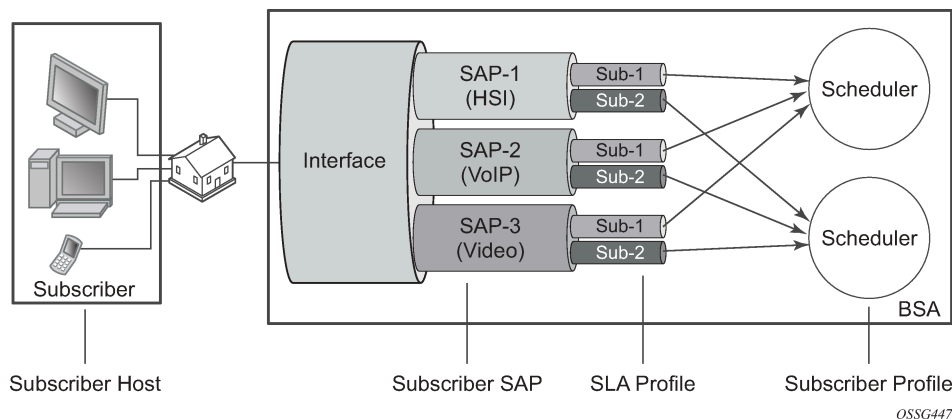 Interface
SAP-1
(HSI)
Sub-1
Sub-2
Scheduler
SAP-2
(VoIP)
Sub-1
Sub-2
SAP-3
(Video)
Sub-1
Sub-2
Scheduler
Subscriber
BSA
Subscriber Host
Subscriber SAP
SLA Profile
Subscriber Profile
OSSG447